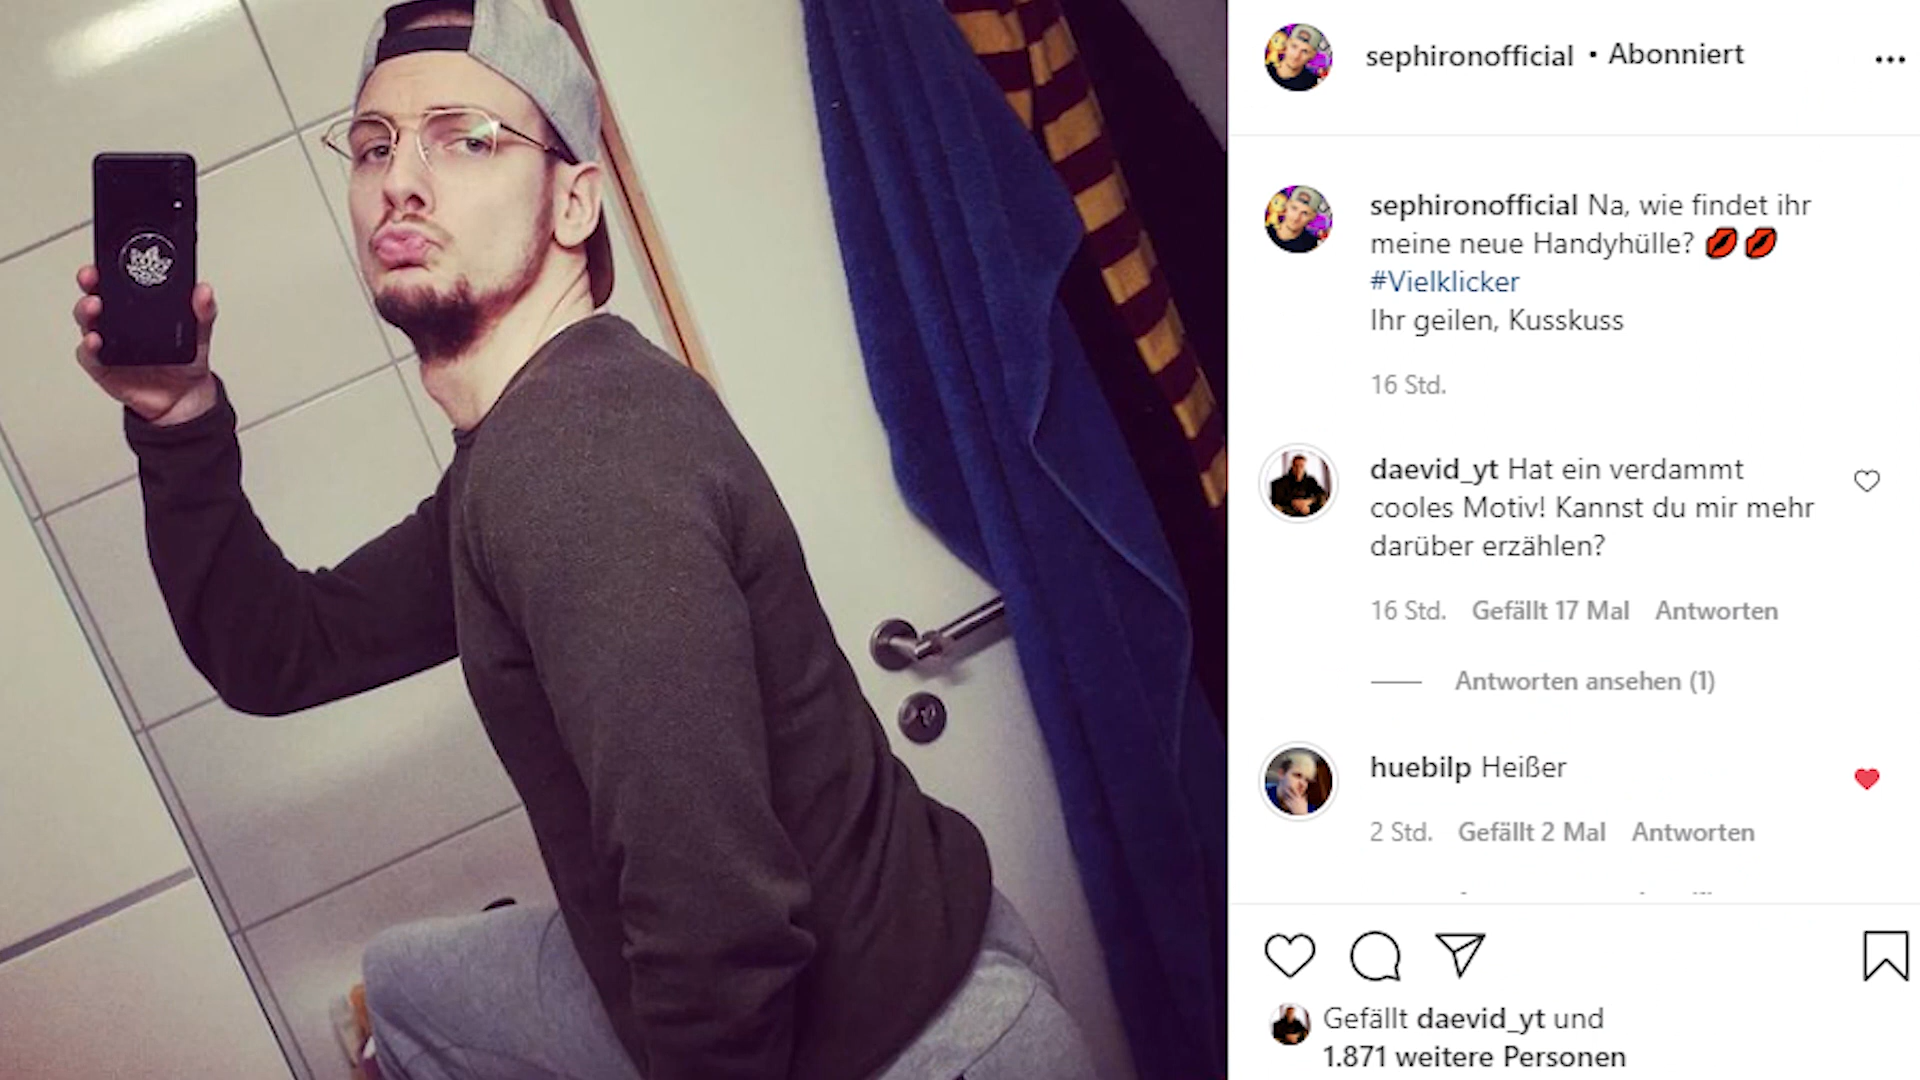 sephironofficial • Abonniert
sephironofficial Na, wie findet ihr
meine neue Handyhülle? 💋💋
#Vielklicker
Ihr geilen, Kusskuss
16 Std.
daevid_yt Hat ein verdammt
cooles Motiv! Kannst du mir mehr
darüber erzählen?
16 Std. Gefällt 17 Mal Antworten
Antworten ansehen (1)
huebilp Heißer
2 Std. Gefällt 2 Mal Antworten
Gefällt daevid_yt und
1.871 weitere Personen